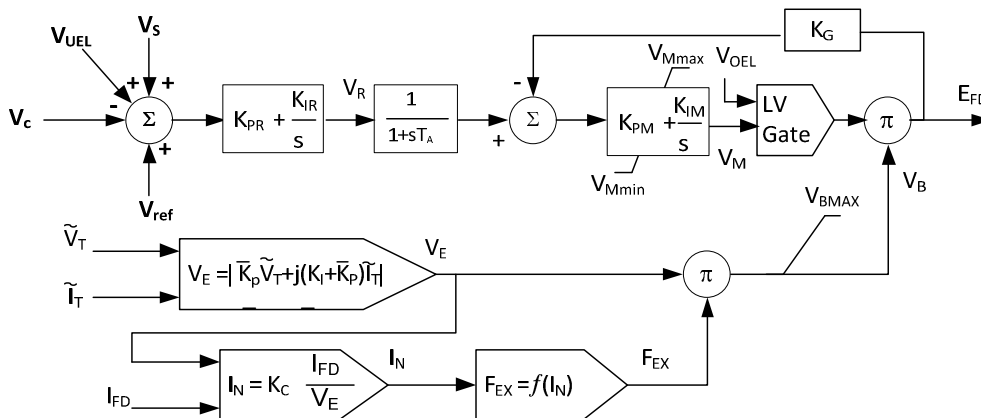 V_S
V_UEL
K_G
V_Mmax
V_OEL
E_FD
+
+
-
-
V_c
Σ
K_PR + K_IR/s
V_R
1/1+sT_A
+
Σ
K_PM + K_IM/s
LV
Gate
π
+
V_Mmin
V_M
V_B
V_ref
V_BMAX
Ṽ_T
V_E
V_E = | K̅_pṼ_T+j(K_I+K̅_P)Ĩ_T|
π
Ĩ_T
I_N
F_EX
I_N = K_C I_FD/V_E
F_EX = f(I_N)
I_FD